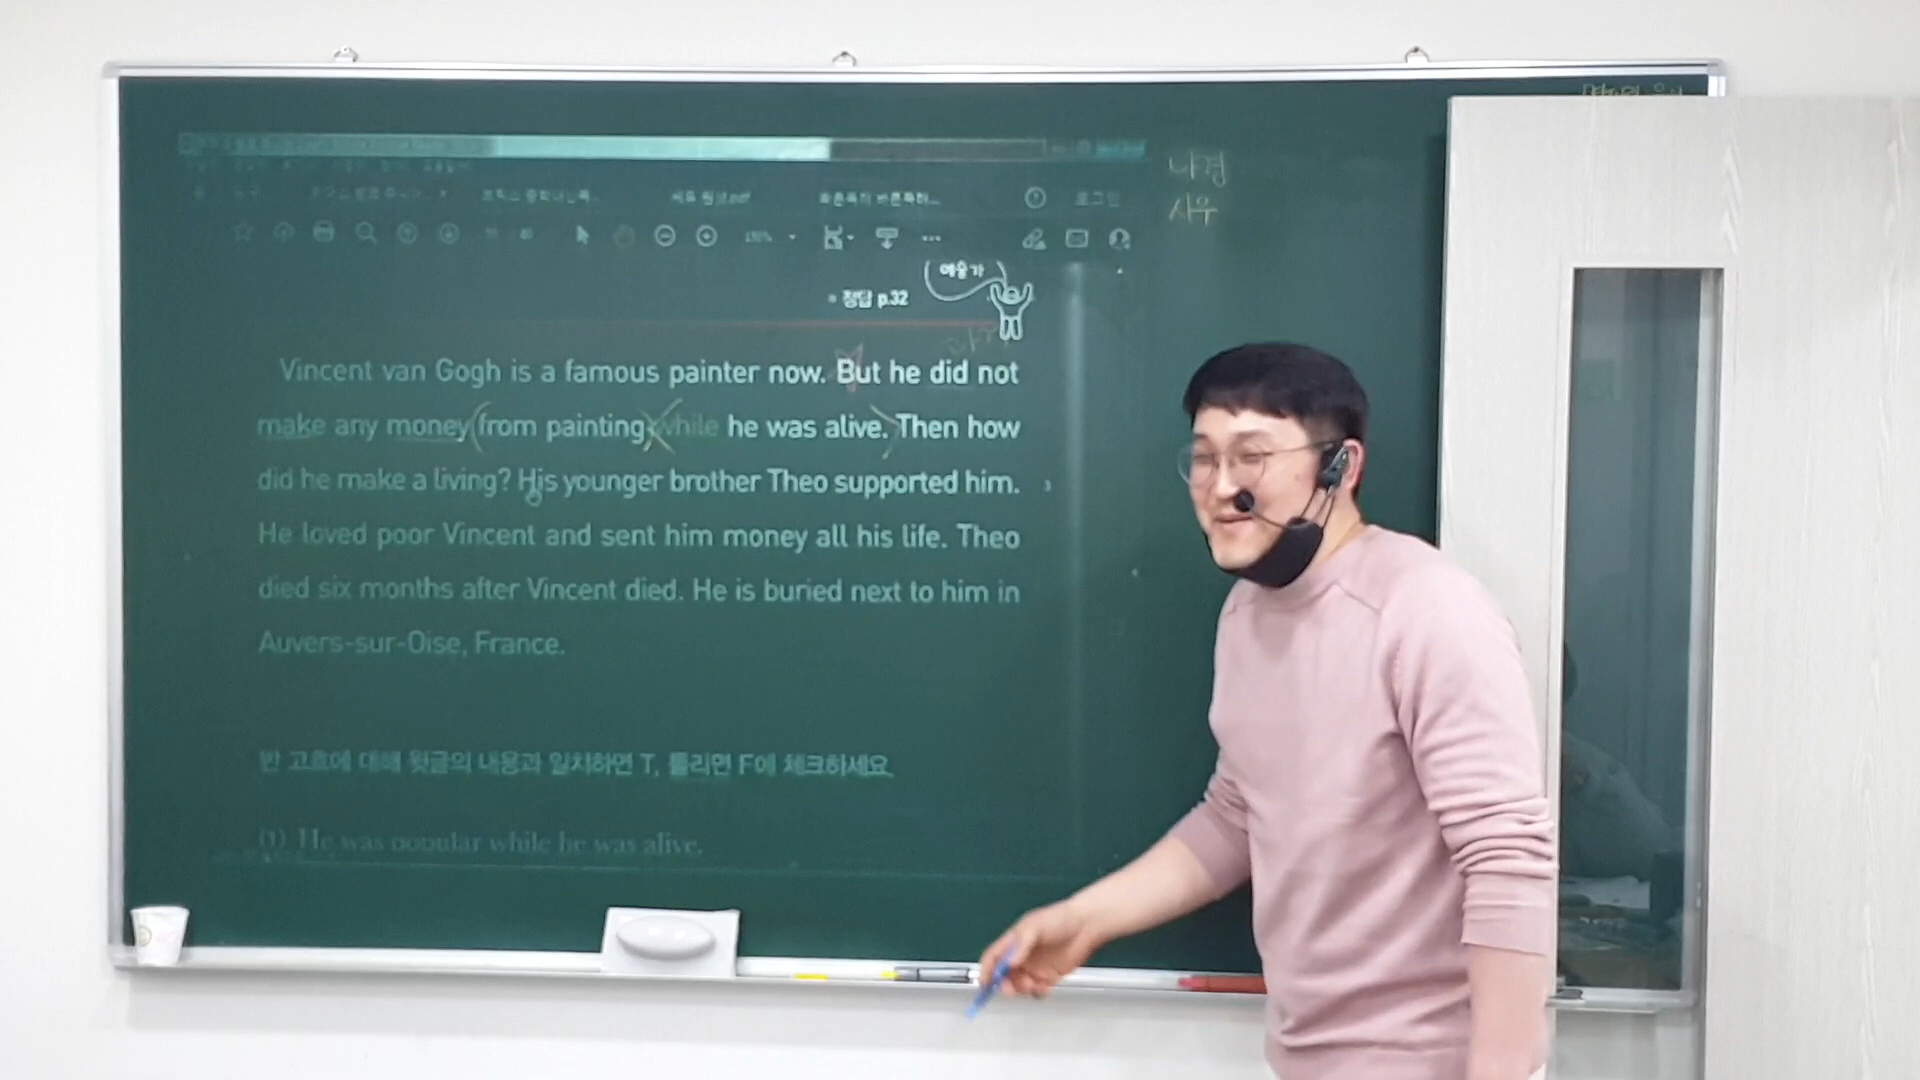 나경
사우
로그인
예술가
정답 p.32
Vincent van Gogh is a famous painter now. But he did not
make any money from painting while he was alive. Then how
did he make a living? His younger brother Theo supported him.
He loved poor Vincent and sent him money all his life. Theo
died six months after Vincent died. He is buried next to him in
Auvers-sur-Oise, France.
반 고흐에 대해 윗글의 내용과 일치하면 T, 틀리면 F에 체크하세요.
(1) He was popular while he was alive.